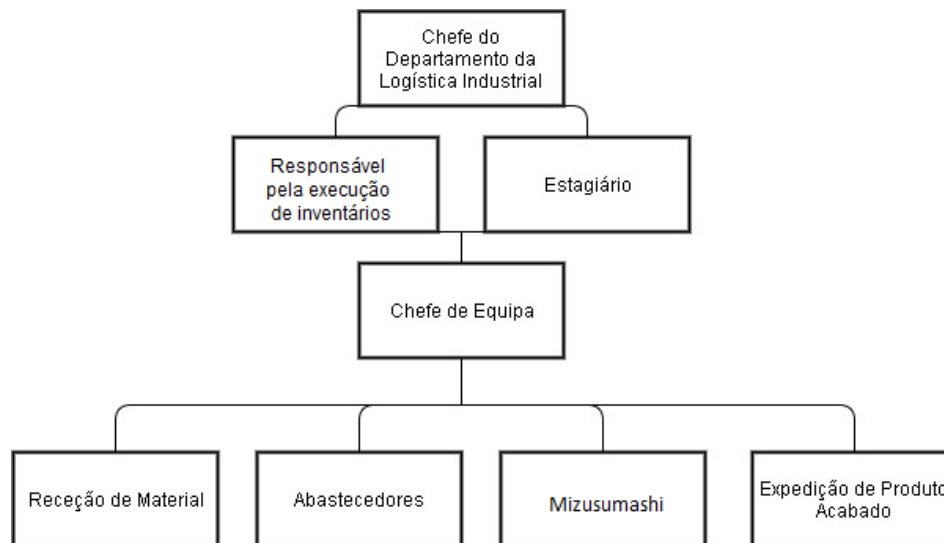 Chefe do
Departamento da
Logística Industrial
Responsável
pela execução
de inventários
Estagiário
Chefe de Equipa
Receção de Material
Abastecedores
Mizusumashi
Expedição de Produto
Acabado